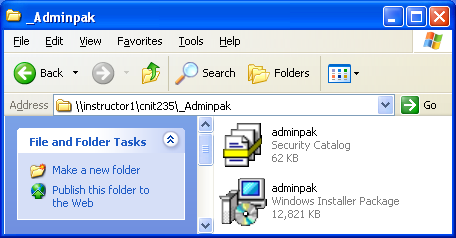 _Adminpak
File Edit View Favorites Tools Help
Back Search Folders
Address \\instructor1\cnit235\_Adminpak Go
File and Folder Tasks
Make a new folder
Publish this folder to
the Web
adminpak
Security Catalog
62 KB
adminpak
Windows Installer Package
12,821 KB